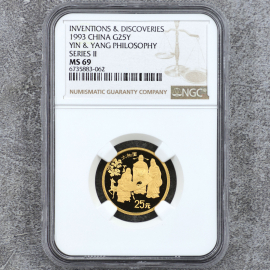 INVENTIONS & DISCOVERIES
1993 CHINA G25Y
YIN & YANG PHILOSOPHY
SERIES II
MS 69
6735883-062
NUMISMATIC GUARANTY COMPANY
NGC
25元